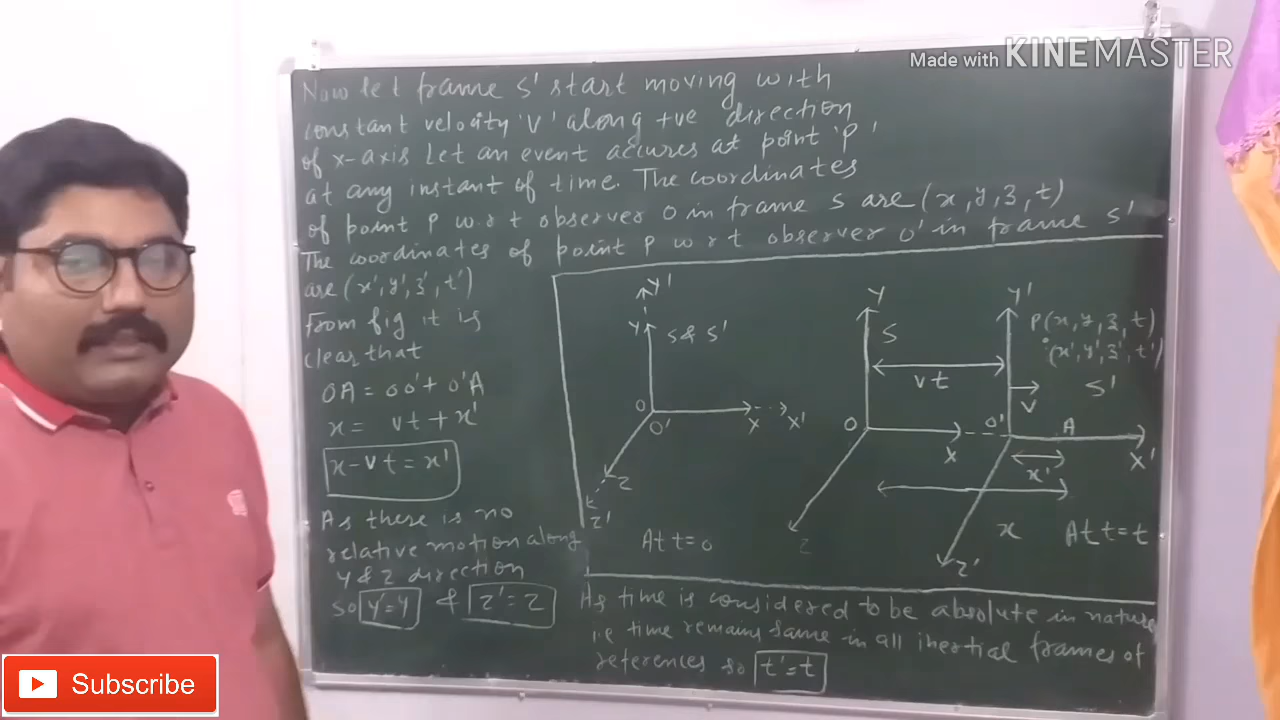 Made with KINEMASTER
Now let frame s' start moving with
constant velocity 'v' along +ve direction
of x-axis Let an event accures at point 'P'
at any instant of time. The coordinates
of point P w.r.t observer O in frame s are (x, y, z, t)
The coordinates of point P w r t observer O' in frame s'
are (x', y', z', t')
From fig it is
clear that
OA = OO' + O'A
x = vt + x'
x - vt = x'
As there is no
relative motion along
Y & Z direction
so Y' = Y & Z' = Z
Y'
Y
S & S'
O
O'
X X'
Z
Z'
At t = 0
Y
S
vt
O
X
Z
Y'
P(x, y, z, t)
(x', y', z', t')
S'
V
O'
A
X'
x'
x
At t = t
Z'
As time is considered to be absolute in nature
i.e time remains same in all inertial frames of
references so t' = t
Subscribe